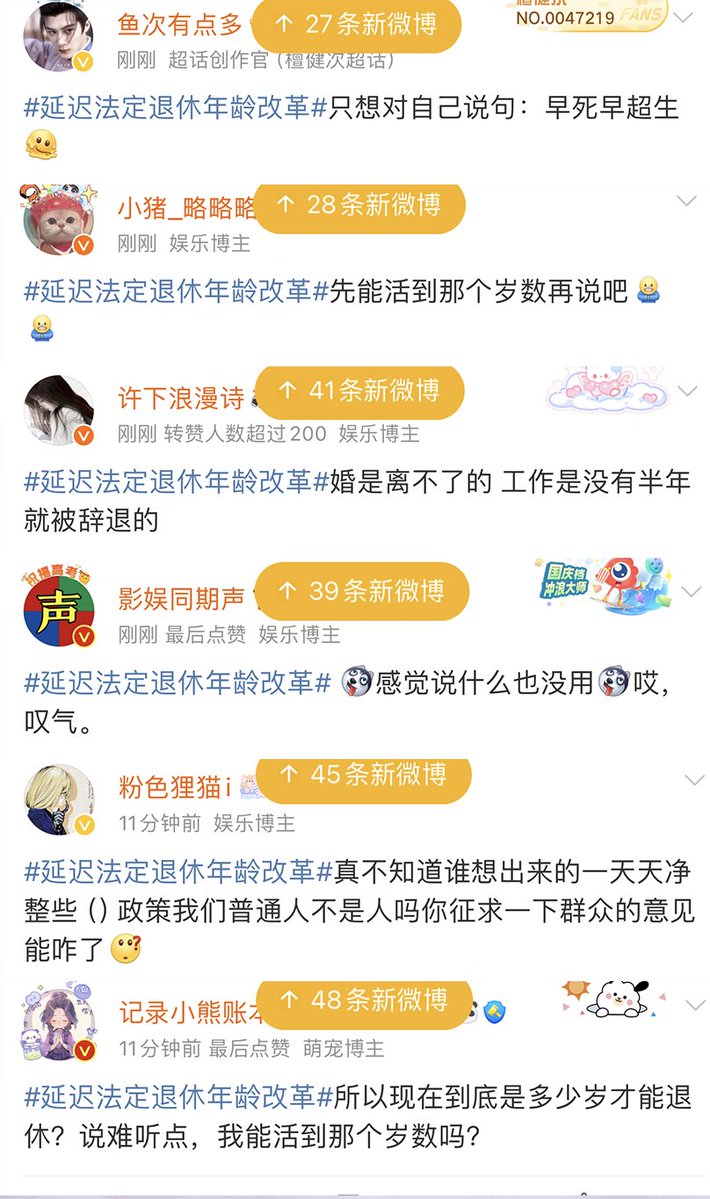 鱼次有点多
↑ 27条新微博
NO.0047219 FANS
刚刚 超话创作官 (檀健次超话)
#延迟法定退休年龄改革#只想对自己说句：早死早超生
小猪_略略略
↑ 28条新微博
刚刚 娱乐博主
#延迟法定退休年龄改革#先能活到那个岁数再说吧
许下浪漫诗
↑ 41条新微博
刚刚 转赞人数超过200 娱乐博主
#延迟法定退休年龄改革#婚是离不了的 工作是没有半年
就被辞退的
祝福高考
声
影娱同期声
↑ 39条新微博
国庆档
冲浪大师
刚刚 最后点赞 娱乐博主
#延迟法定退休年龄改革# 感觉说什么也没用哎，
叹气。
粉色狸猫i
↑ 45条新微博
11分钟前 娱乐博主
#延迟法定退休年龄改革#真不知道谁想出来的一天天净
整些 () 政策我们普通人不是人吗你征求一下群众的意见
能咋了
记录小熊账本
↑ 48条新微博
11分钟前 最后点赞 萌宠博主
#延迟法定退休年龄改革#所以现在到底是多少岁才能退
休？说难听点，我能活到那个岁数吗？